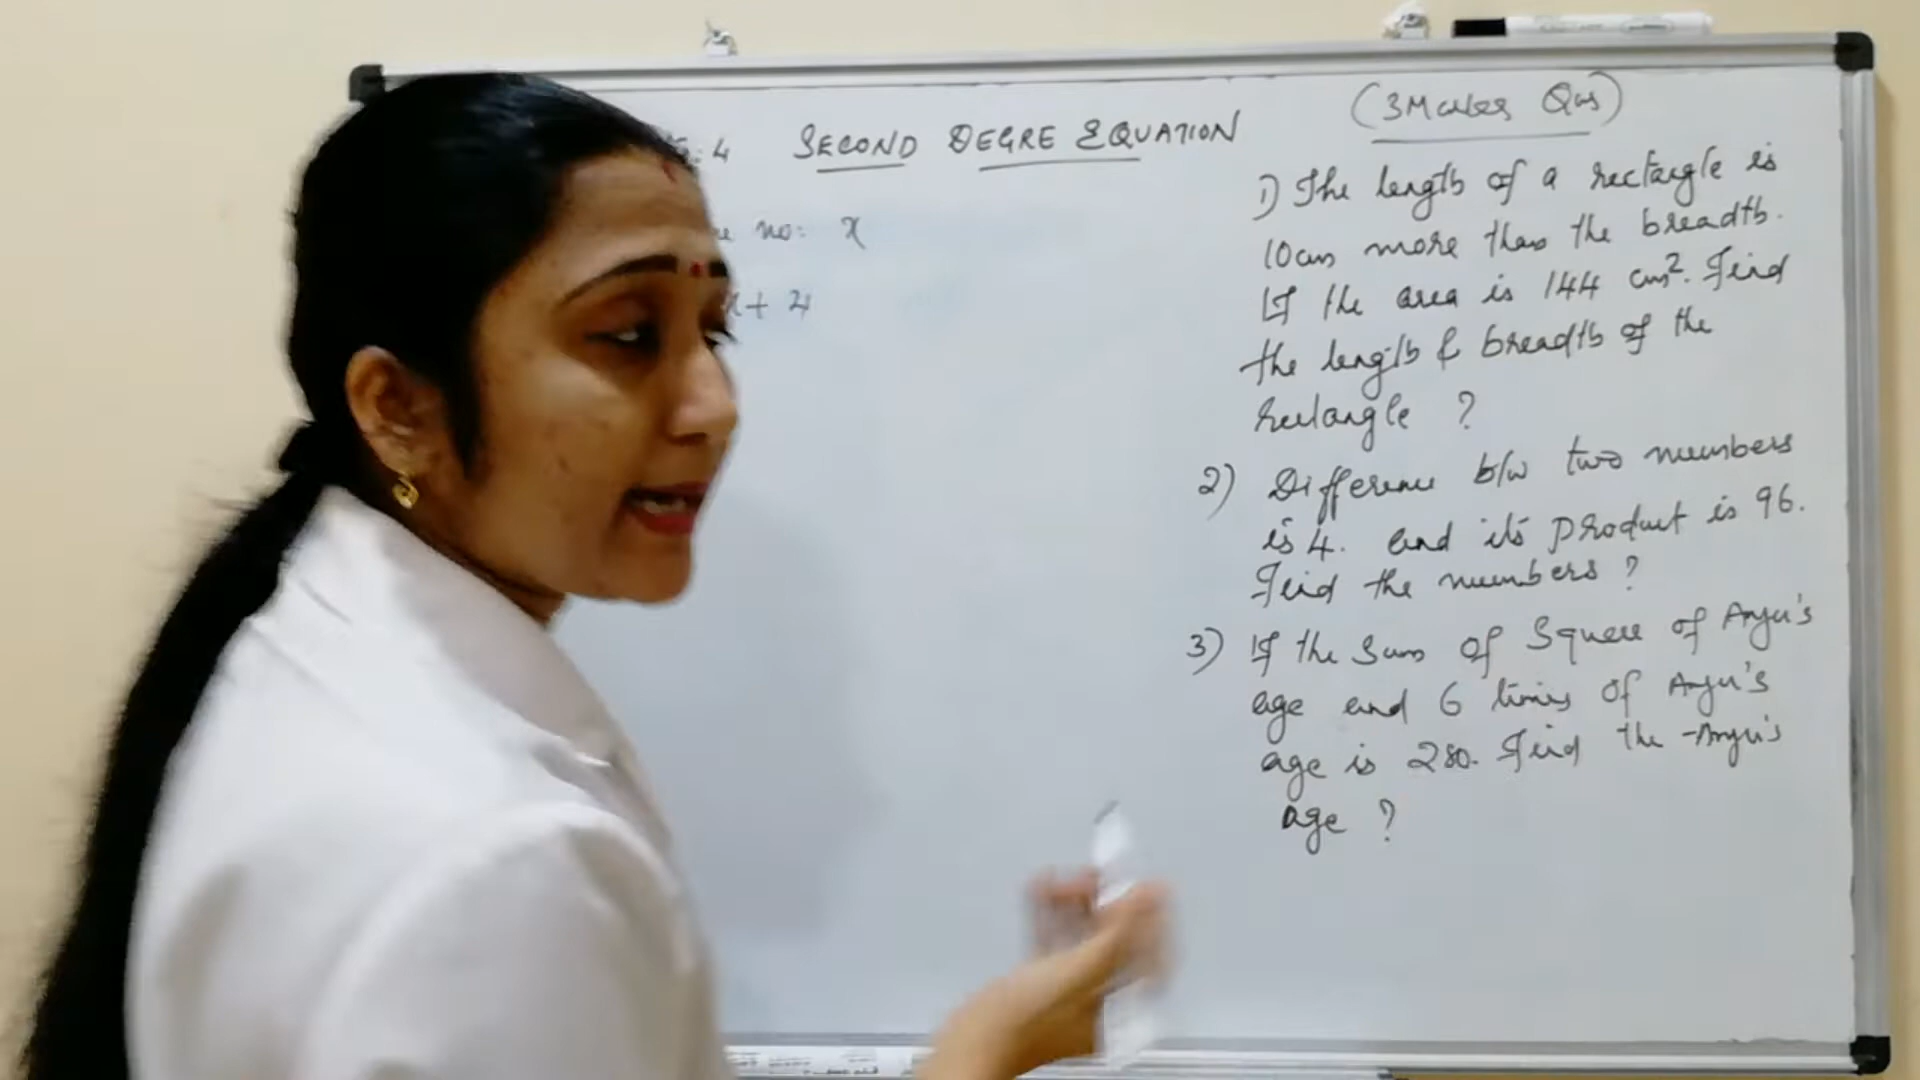 : 4 SECOND DEGRE EQUATION
no: x
x + 4
(3 Marks Qns)
1) The length of a rectangle is
10cm more than the breadth.
If the area is 144 cm². Find
the length & breadth of the
rectangle ?
2) Difference b/w two numbers
is 4. and its product is 96.
Find the numbers ?
3) If the Sum of Square of Anju's
age and 6 times of Anju's
age is 280. Find the Anju's
age ?